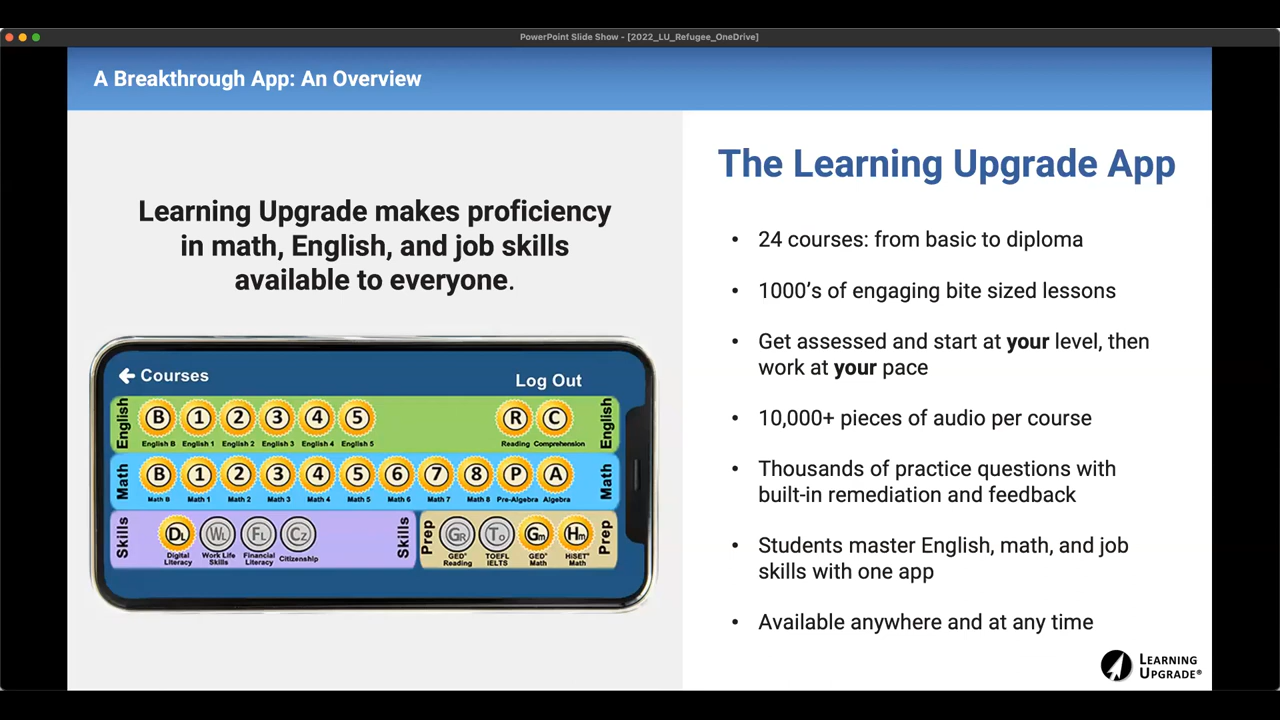 PowerPoint Slide Show - [2022_LU_Refugee_OneDrive]
A Breakthrough App: An Overview
Learning Upgrade makes proficiency
in math, English, and job skills
available to everyone.
Courses
Log Out
English
B 1 2 3 4 5 R C
English B English 1 English 2 English 3 English 4 English 5 Reading Comprehension
English
Math
B 1 2 3 4 5 6 7 8 P A
Math B Math 1 Math 2 Math 3 Math 4 Math 5 Math 6 Math 7 Math 8 Pre-Algebra Algebra
Math
Skills
DL WL FL Cz
Digital Literacy
Work Life Skills
Financial Literacy
Citizenship
Skills
Prep
GR To Gm Hm
GED® Reading
TOEFL IELTS
GED® Math
HiSET® Math
Prep
The Learning Upgrade App
• 24 courses: from basic to diploma
• 1000’s of engaging bite sized lessons
• Get assessed and start at your level, then
work at your pace
• 10,000+ pieces of audio per course
• Thousands of practice questions with
built-in remediation and feedback
• Students master English, math, and job
skills with one app
• Available anywhere and at any time
LEARNING
UPGRADE®